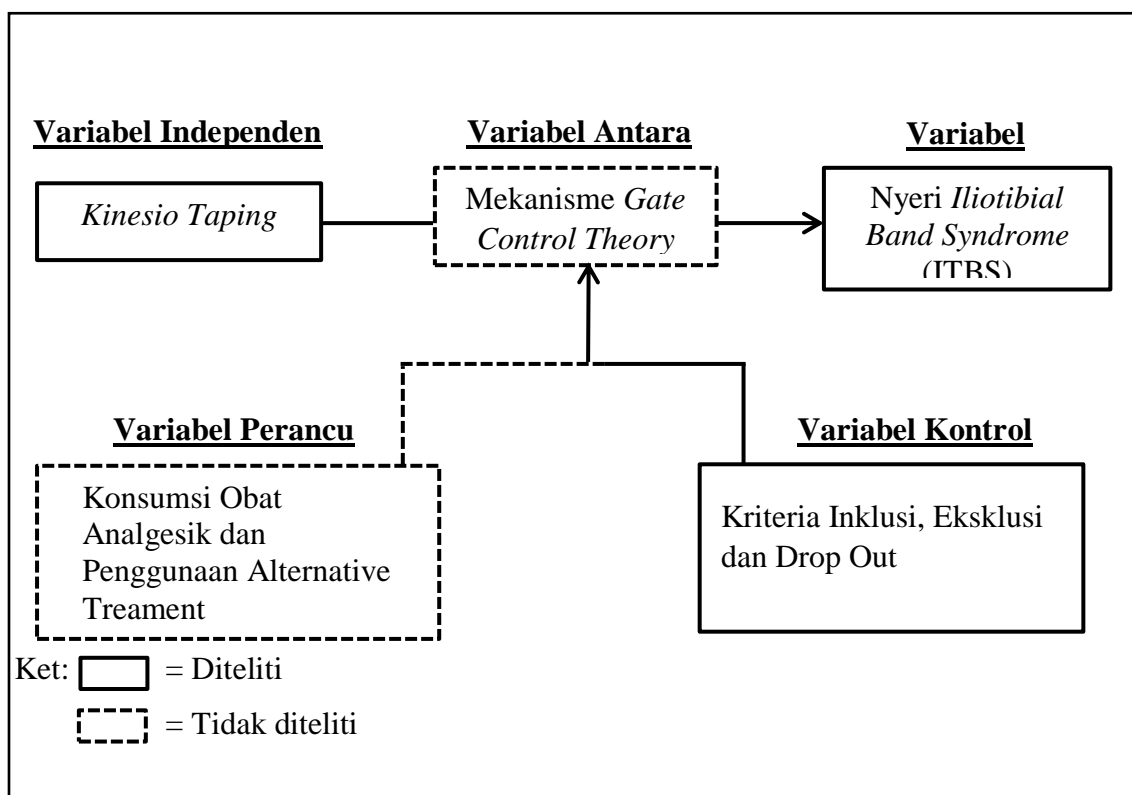 Variabel Independen
Kinesio Taping
Variabel Antara
Mekanisme Gate
Control Theory
Variabel
Nyeri Iliotibial
Band Syndrome
(ITBS)
Variabel Perancu
Konsumsi Obat
Analgesik dan
Penggunaan Alternative
Treament
Variabel Kontrol
Kriteria Inklusi, Eksklusi
dan Drop Out
Ket: = Diteliti
= Tidak diteliti